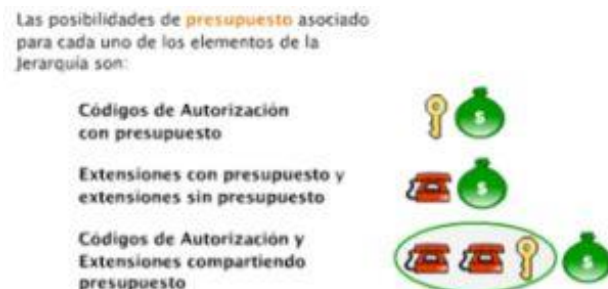 Las posibilidades de presupuesto asociado
para cada uno de los elementos de la
Jerarquía son:
Códigos de Autorización
con presupuesto
$
Extensiones con presupuesto y
extensiones sin presupuesto
$
Códigos de Autorización y
Extensiones compartiendo
presupuesto
$